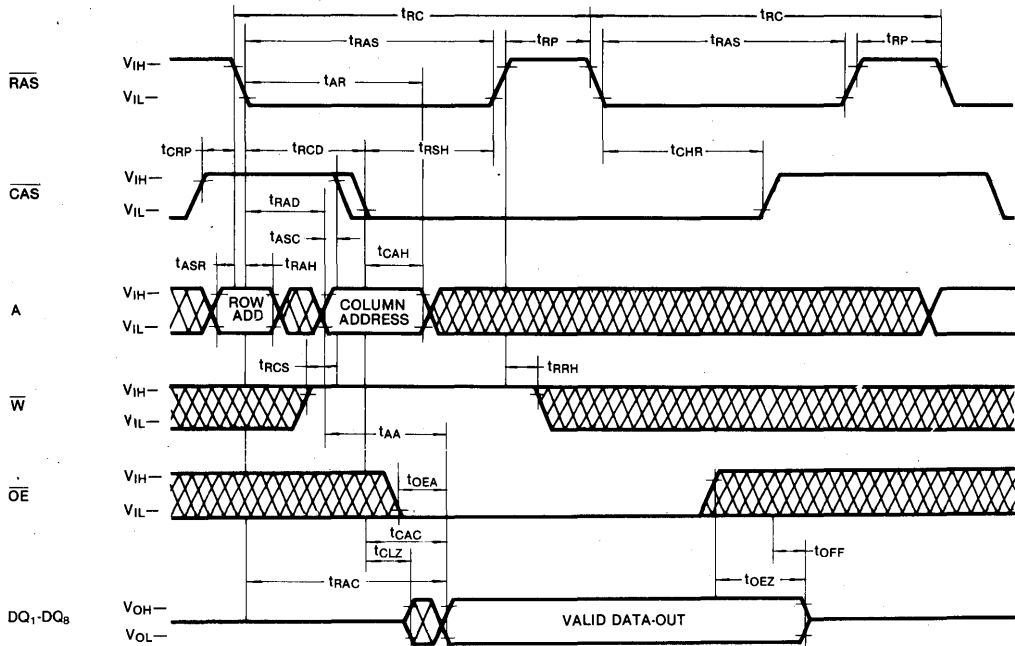 tRC tRC
tRAS tRP tRAS tRP
RAS VIH— VIL—
tAR
tCRP tRCD tRSH tCHR
CAS VIH— VIL—
tRAD
tASC
tCAH
tASR tRAH
A VIH— VIL—
ROW ADD
COLUMN ADDRESS
tRCS tRRH
W VIH— VIL—
tAA
OE VIH— VIL—
tOEA
tCAC
tCLZ
tOFF
tRAC tOEZ
DQ1-DQ8 VOH— VOL—
VALID DATA-OUT